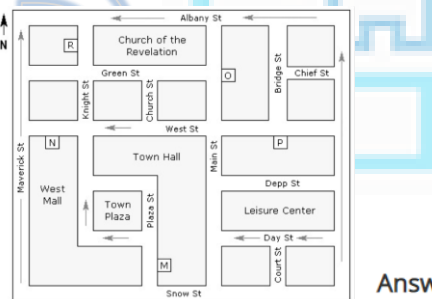 Albany St
N
R
Church of the
Revelation
Green St
O
Bridge St
Chief St
Knight St
Church St
West St
Maverick St
N
Town Hall
Main St
P
West
Mall
Depp St
Town
Plaza
Plaza St
Leisure Center
Day St
Court St
M
Snow St
Answ